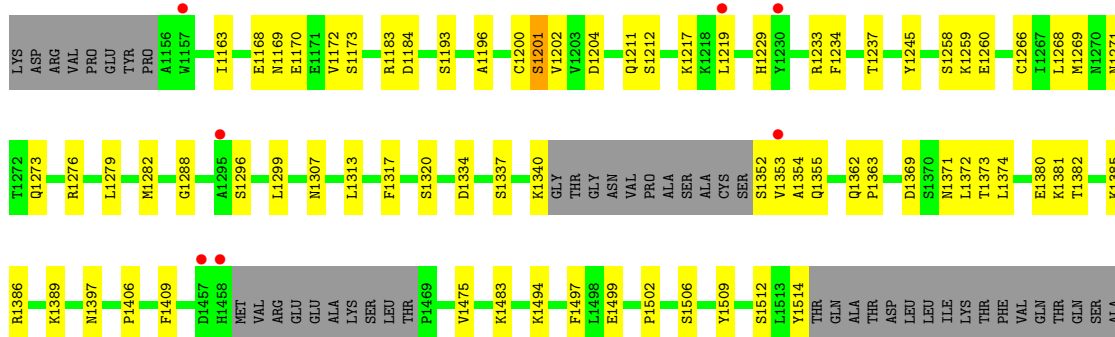 LYS ASP ARG VAL PRO GLU TYR PRO A1156 W1157 I1163 E1168 N1169 E1170 E1171 V1172 S1173 R1183 D1184 S1193 A1196 C1200 S1201 V1202 V1203 D1204 Q1211 S1212 K1217 K1218 L1219 H1229 Y1230 R1233 F1234 T1237 Y1245 S1258 K1259 E1260 C1266 I1267 L1268 M1269 N1270 N1271
T1272 Q1273 R1276 L1279 M1282 G1288 A1295 S1296 L1299 N1307 L1313 F1317 S1320 D1334 S1337 K1340 GLY THR GLY ASN VAL PRO ALA SER ALA CYS SER S1352 V1353 A1354 Q1355 Q1362 P1363 D1369 S1370 N1371 L1372 T1373 L1374 E1380 K1381 T1382 K1385
R1386 K1389 N1397 P1406 F1409 D1457 H1458 MET VAL ARG GLU GLU ALA LYS SER LEU THR P1469 V1475 K1483 K1494 F1497 L1498 E1499 P1502 S1506 Y1509 S1512 L1513 Y1514 THR GLN ALA THR ASP LEU LEU ILE LYS THR PHE VAL GLN THR GLN SER ALA